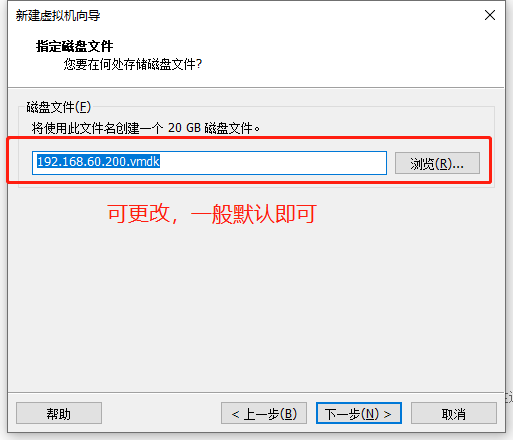 新建虚拟机向导
指定磁盘文件
您要在何处存储磁盘文件?
磁盘文件(F)
将使用此文件名创建一个 20 GB 磁盘文件。
192.168.60.200.vmdk
浏览(R)...
可更改，一般默认即可
帮助
< 上一步(B)
下一步(N) >
取消